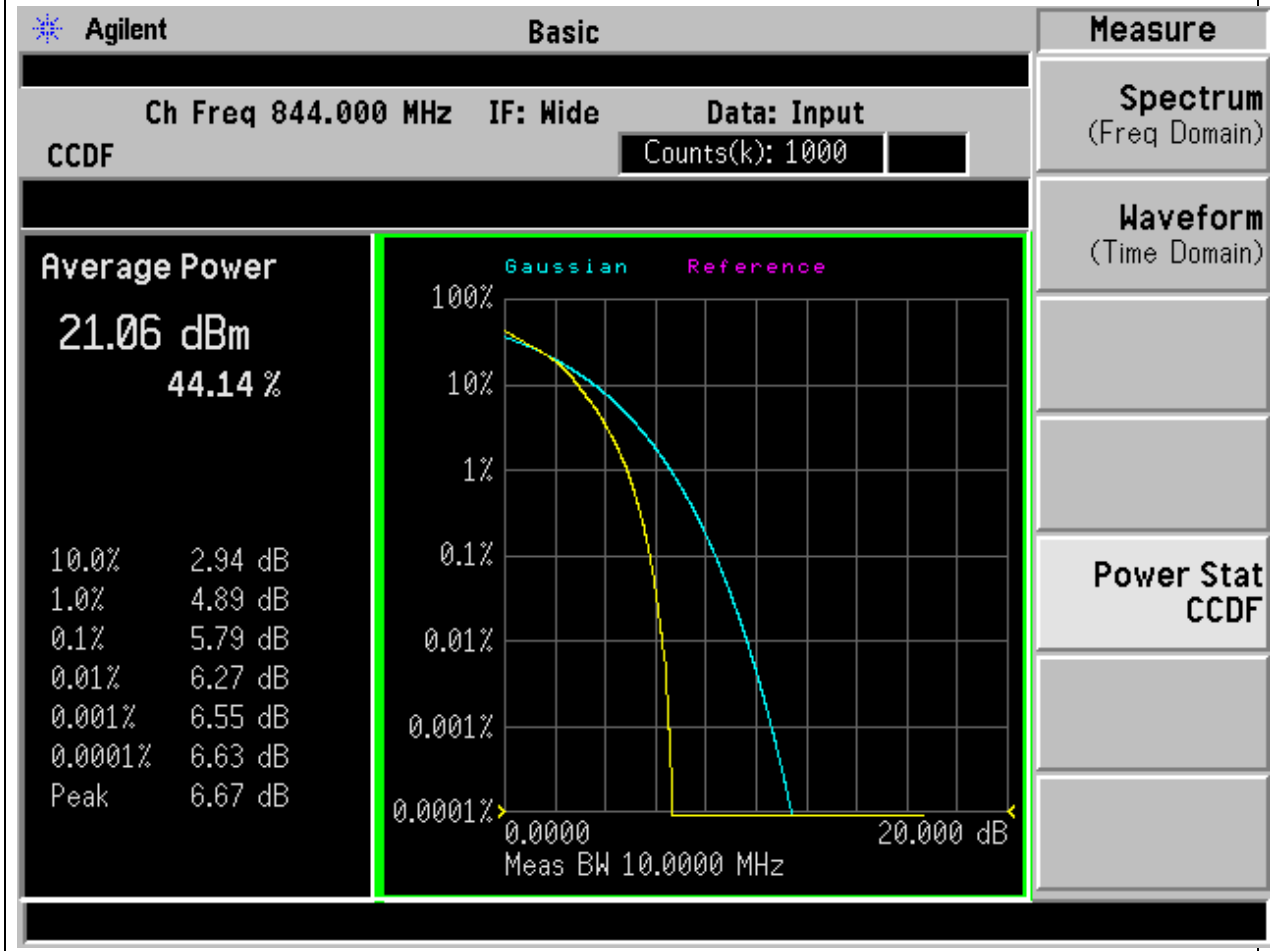 Agilent
Basic
Measure
Ch Freq 844.000 MHz IF: Wide Data: Input
CCDF
Counts(k): 1000
Spectrum
(Freq Domain)
Waveform
(Time Domain)
Power Stat
CCDF
Average Power
21.06 dBm
44.14 %
10.0% 2.94 dB
1.0% 4.89 dB
0.1% 5.79 dB
0.01% 6.27 dB
0.001% 6.55 dB
0.0001% 6.63 dB
Peak 6.67 dB
Gaussian Reference
100%
10%
1%
0.1%
0.01%
0.001%
0.0001%
0.0000 20.000 dB
Meas BW 10.0000 MHz